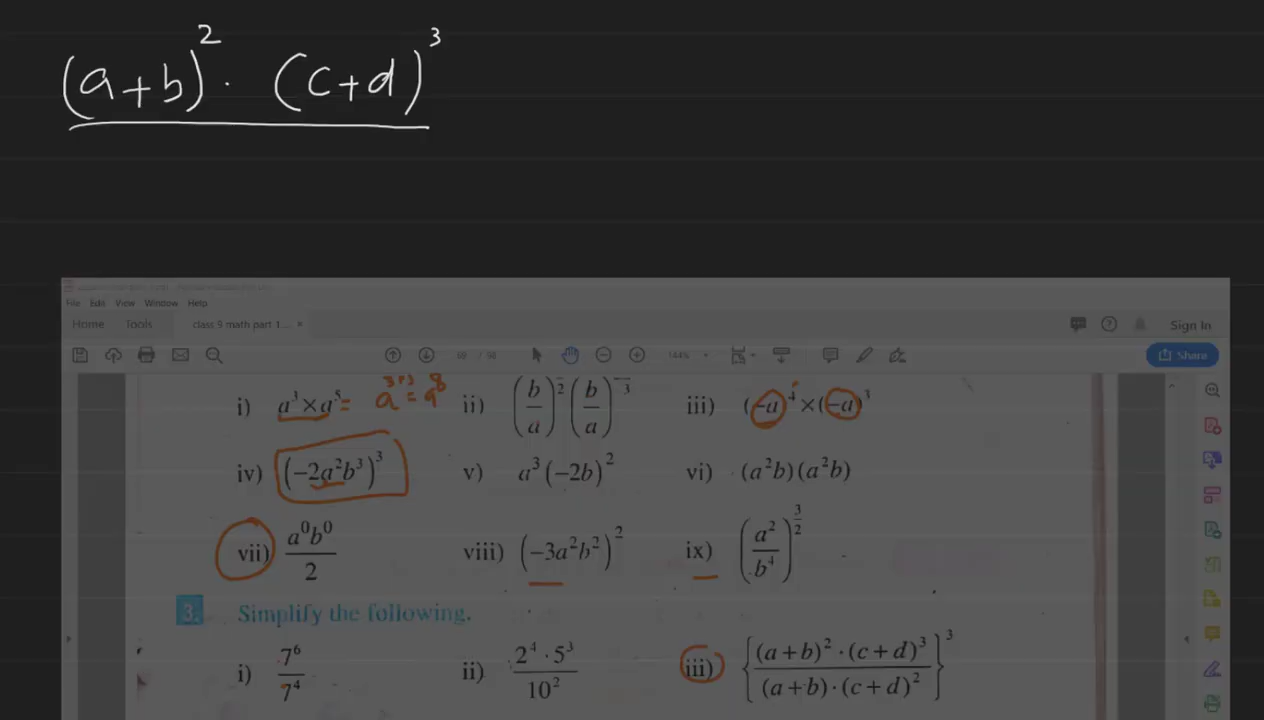 (a+b)² · (c+d)³
File Edit View Window Help
Home Tools class 9 math part 1... × Sign In
144% Share
i) a³ × a⁵ = a³⁺⁵ = a⁸ ii) (b/a)² (b/a)⁻³ iii) (-a)⁴ × (-a)³
iv) (-2a²b³)³ v) a³(-2b)² vi) (a²b)(a²b)
vii) a⁰b⁰/2 viii) (-3a²b²)² ix) (a²/b⁴)^(3/2)
3. Simplify the following.
i) 7⁶/7⁴ ii) 2⁴·5³/10² iii) {(a+b)²·(c+d)³/(a+b)·(c+d)²}³